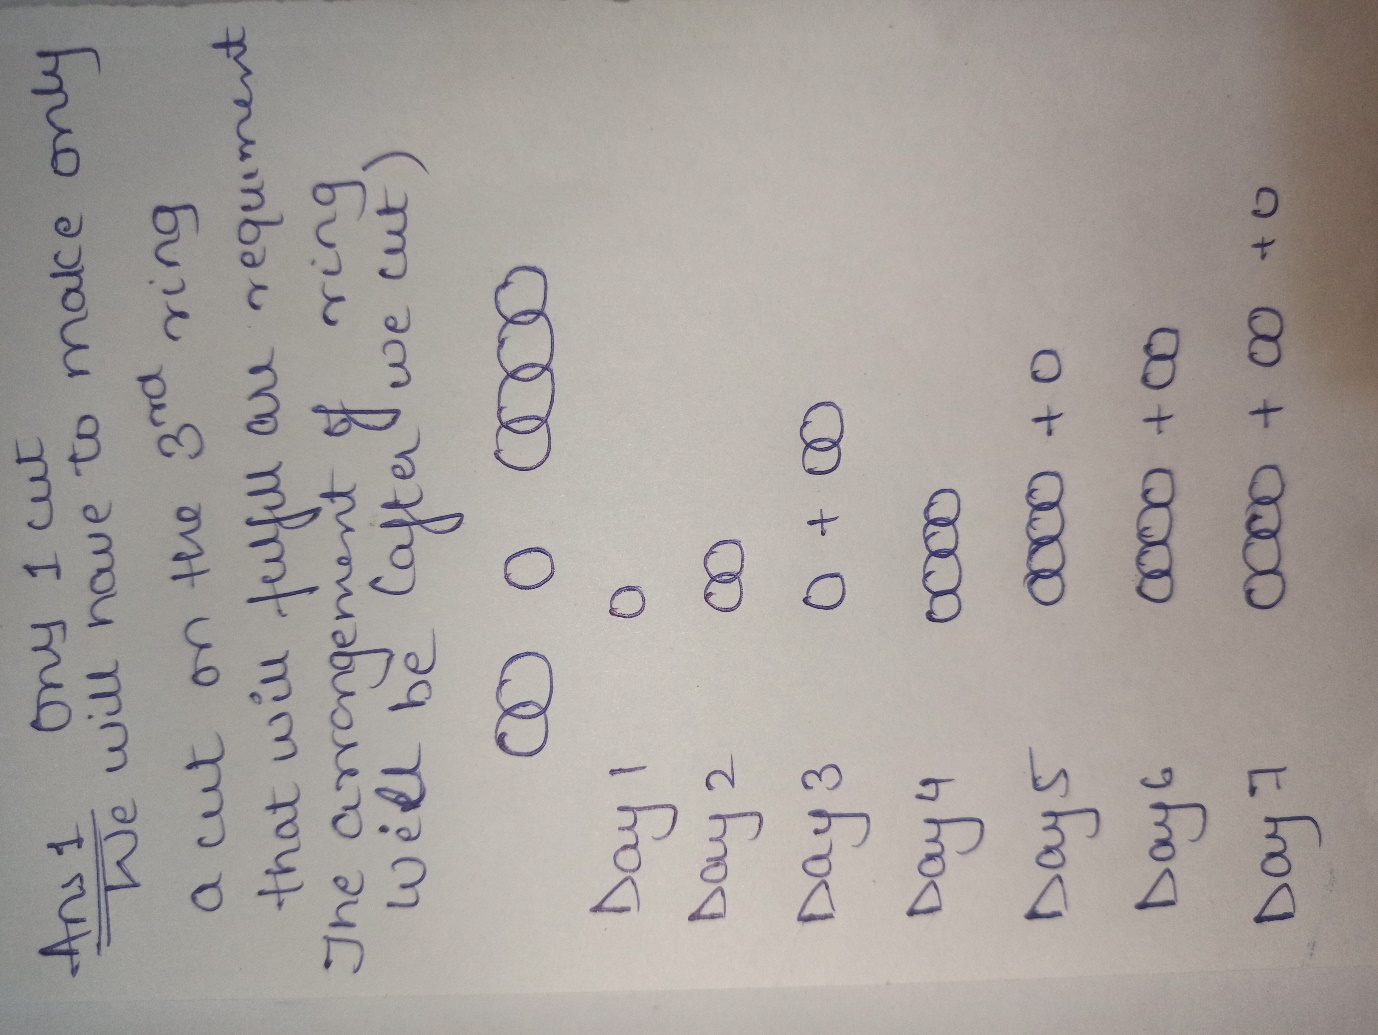 Ans 1 Only 1 cut
We will have to make only
a cut on the 3rd ring
that will fulfill are requirment
The arrangement of ring
will be (after we cut)
Day 1
Day 2
Day 3 +
Day 4
Day 5 +
Day 6 +
Day 7 + +